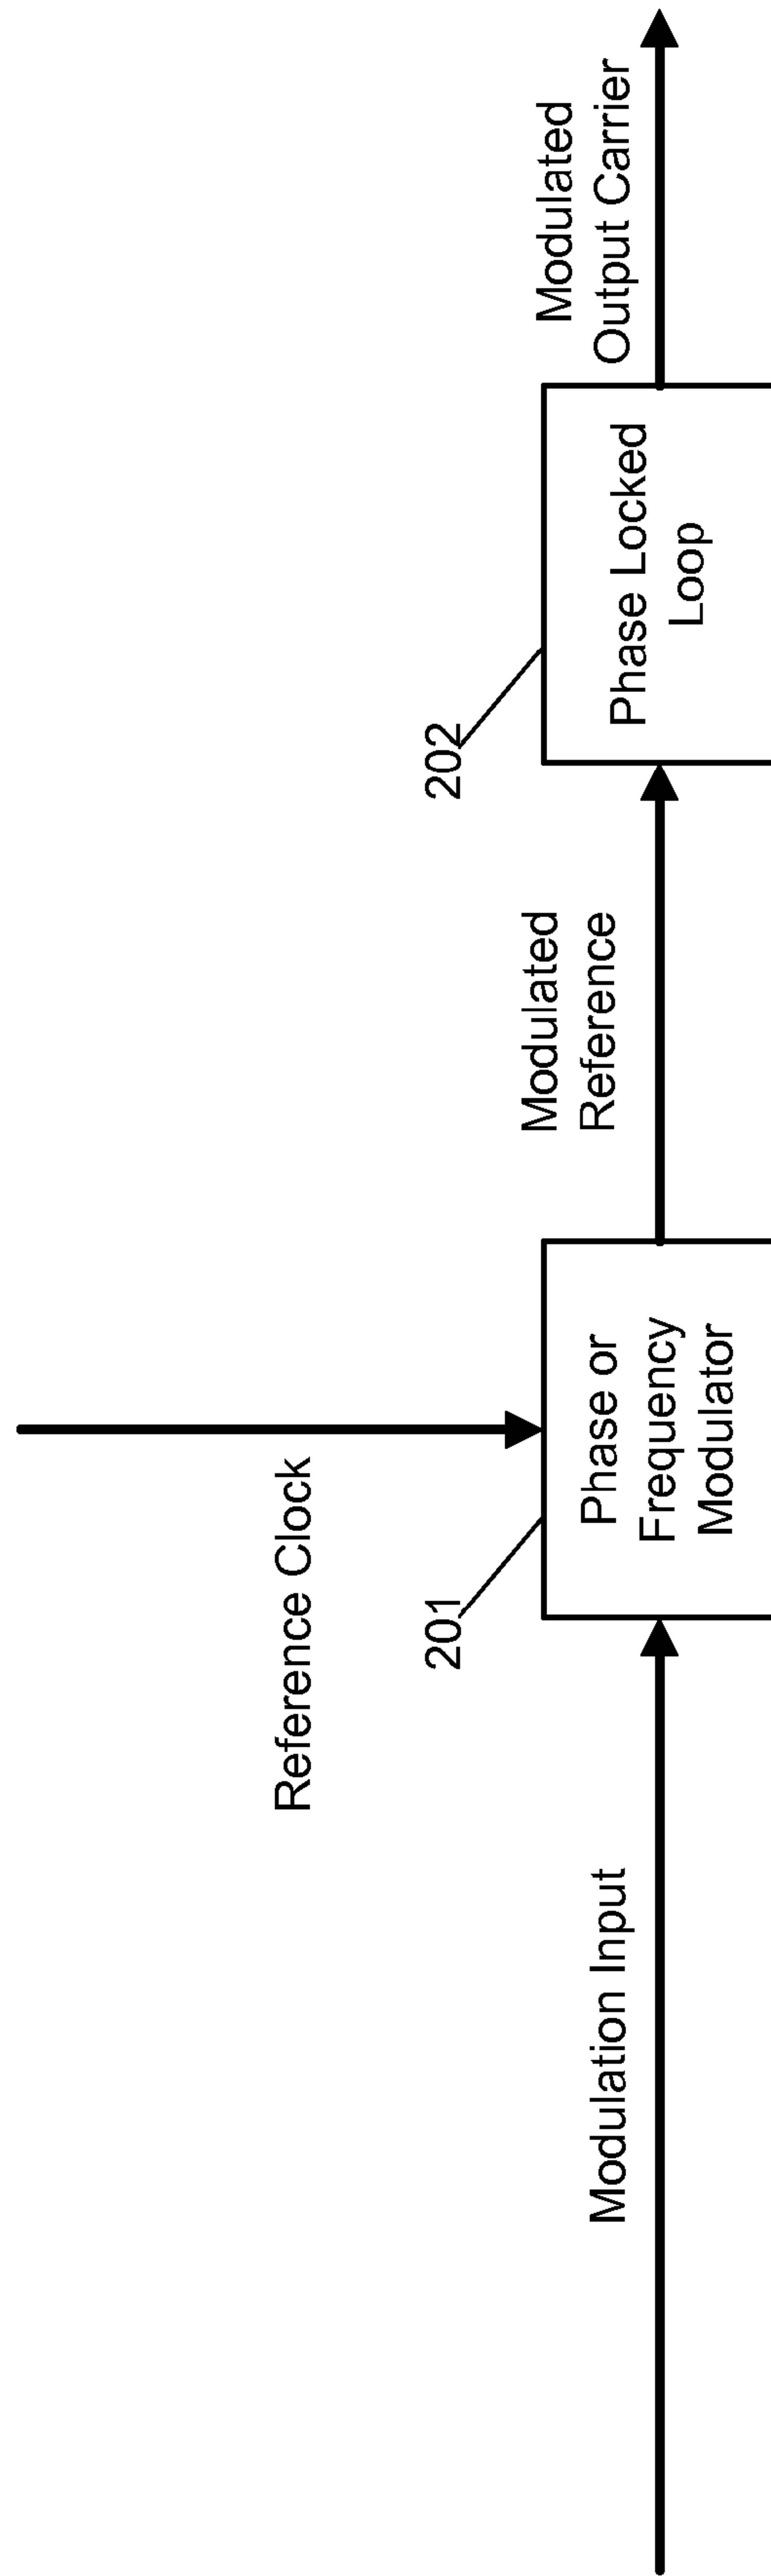 Reference Clock
201
202
Modulation Input
Phase or
Frequency
Modulator
Modulated
Reference
Phase Locked
Loop
Modulated
Output Carrier